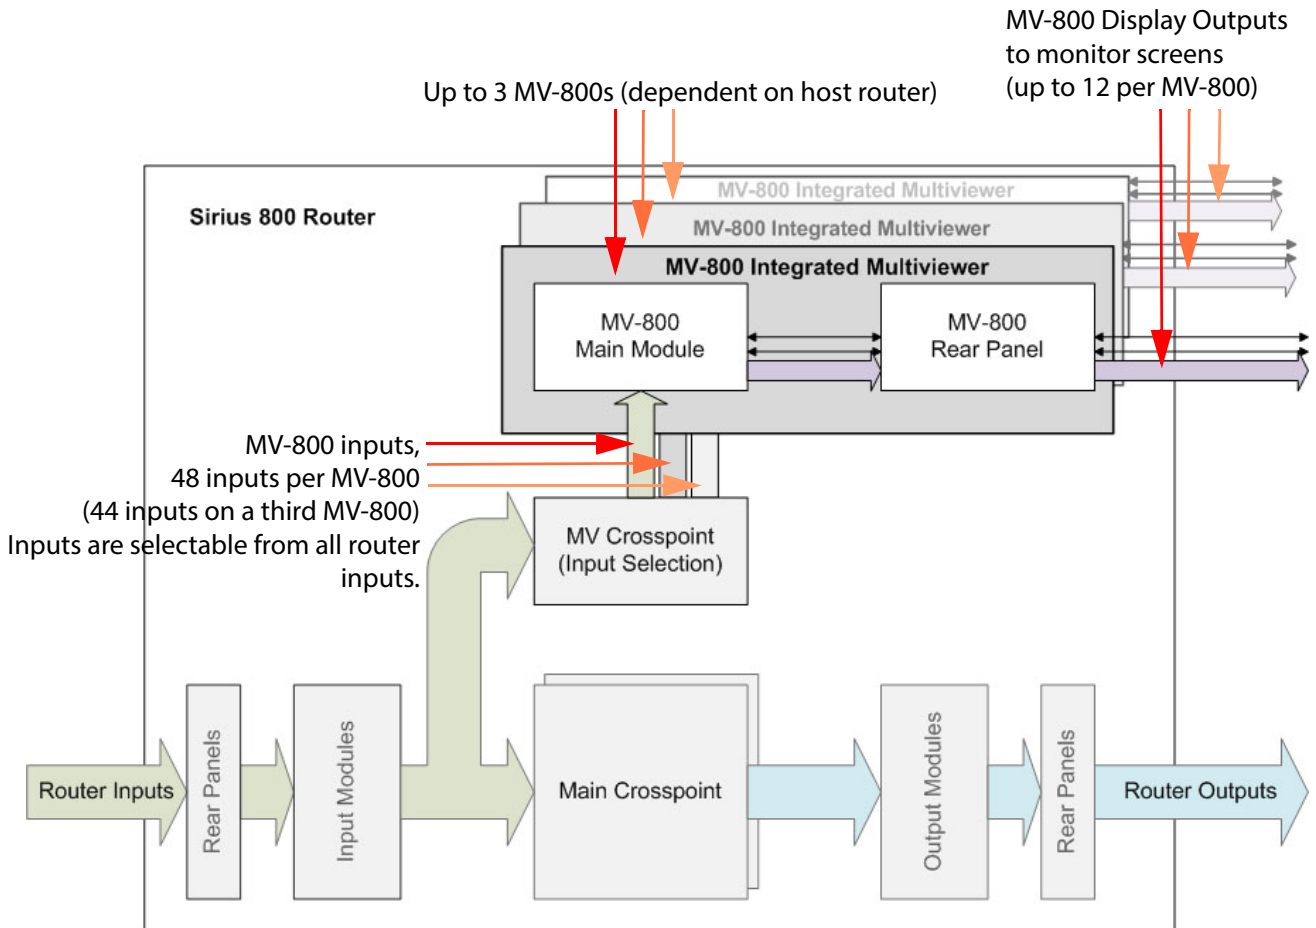 MV-800 Display Outputs
to monitor screens
(up to 12 per MV-800)
Up to 3 MV-800s (dependent on host router)
Sirius 800 Router
MV-800 Integrated Multiviewer
MV-800 Integrated Multiviewer
MV-800 Integrated Multiviewer
MV-800
Main Module
MV-800
Rear Panel
MV-800 inputs,
48 inputs per MV-800
(44 inputs on a third MV-800)
Inputs are selectable from all router
inputs.
MV Crosspoint
(Input Selection)
Router Inputs
Rear Panels
Input Modules
Main Crosspoint
Output Modules
Rear Panels
Router Outputs